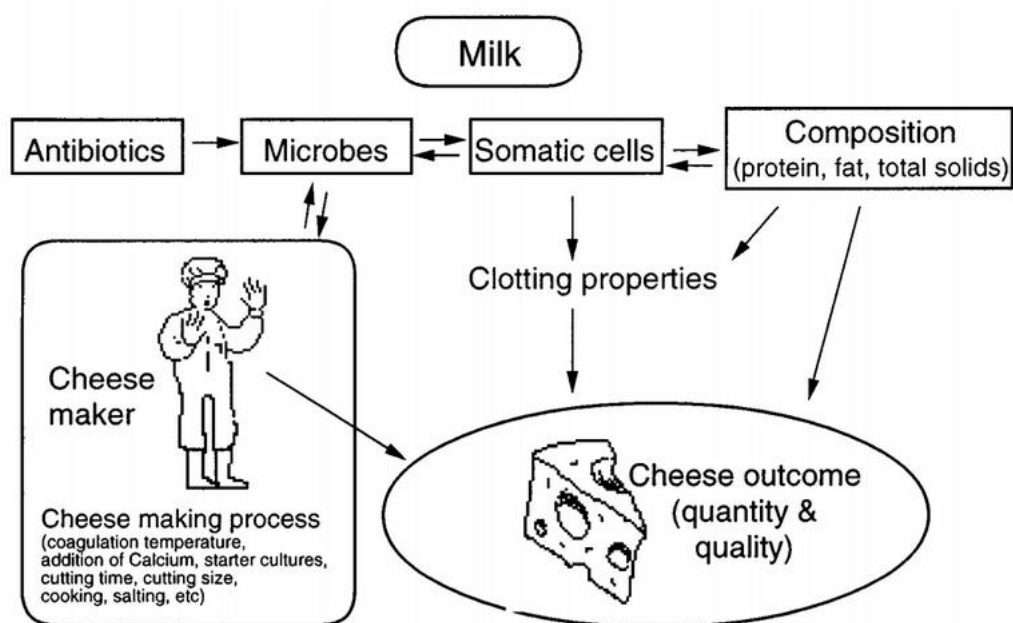 Milk
Antibiotics
Microbes
Somatic cells
Composition
(protein, fat, total solids)
Clotting properties
Cheese
maker
Cheese making process
(coagulation temperature,
addition of Calcium, starter cultures,
cutting time, cutting size,
cooking, salting, etc)
Cheese outcome
(quantity &
quality)